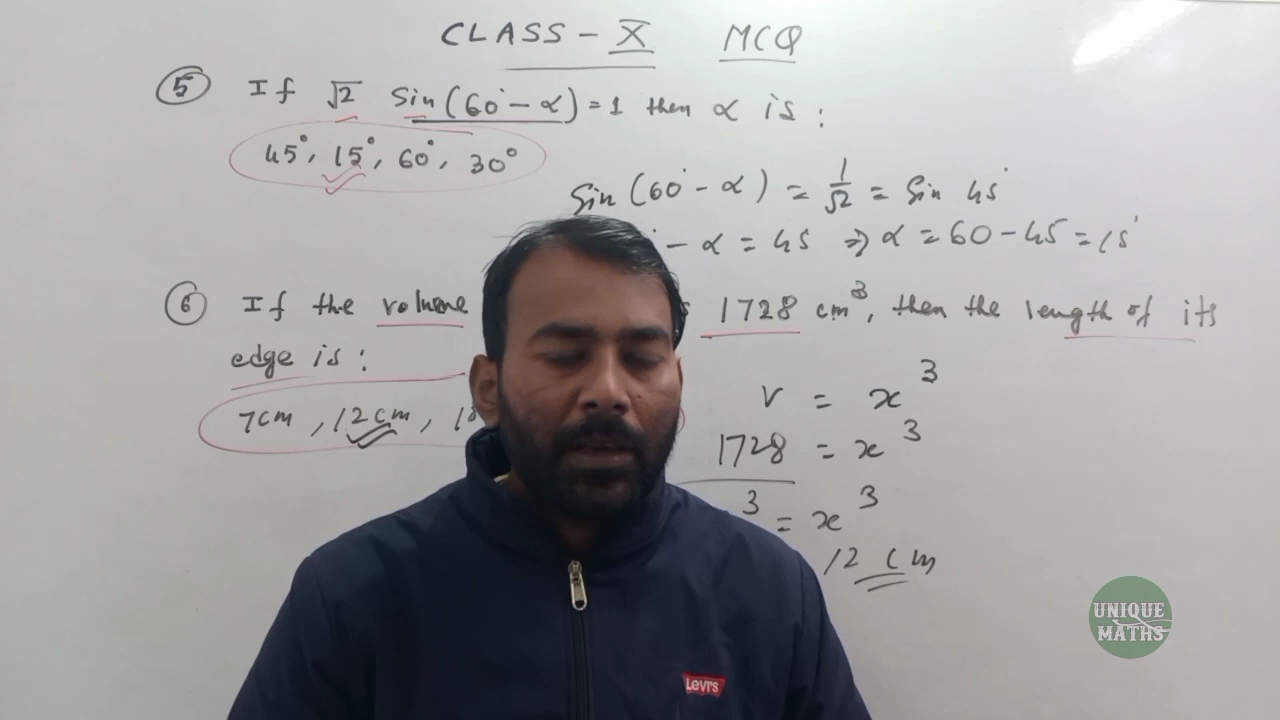 CLASS - X MCQ
⑤ If √2 Sin(60° - α) = 1 then α is :
45°, 15°, 60°, 30°
Sin (60° - α) = 1/√2 = Sin 45°
- α = 45 ⇒ α = 60 - 45 = 15°
⑥ If the volume 1728 cm³, then the length of its
edge is :
7cm, 12cm,
v = x³
1728 = x³
³ = x³
12 cm
Levi's
UNIQUE
MATHS